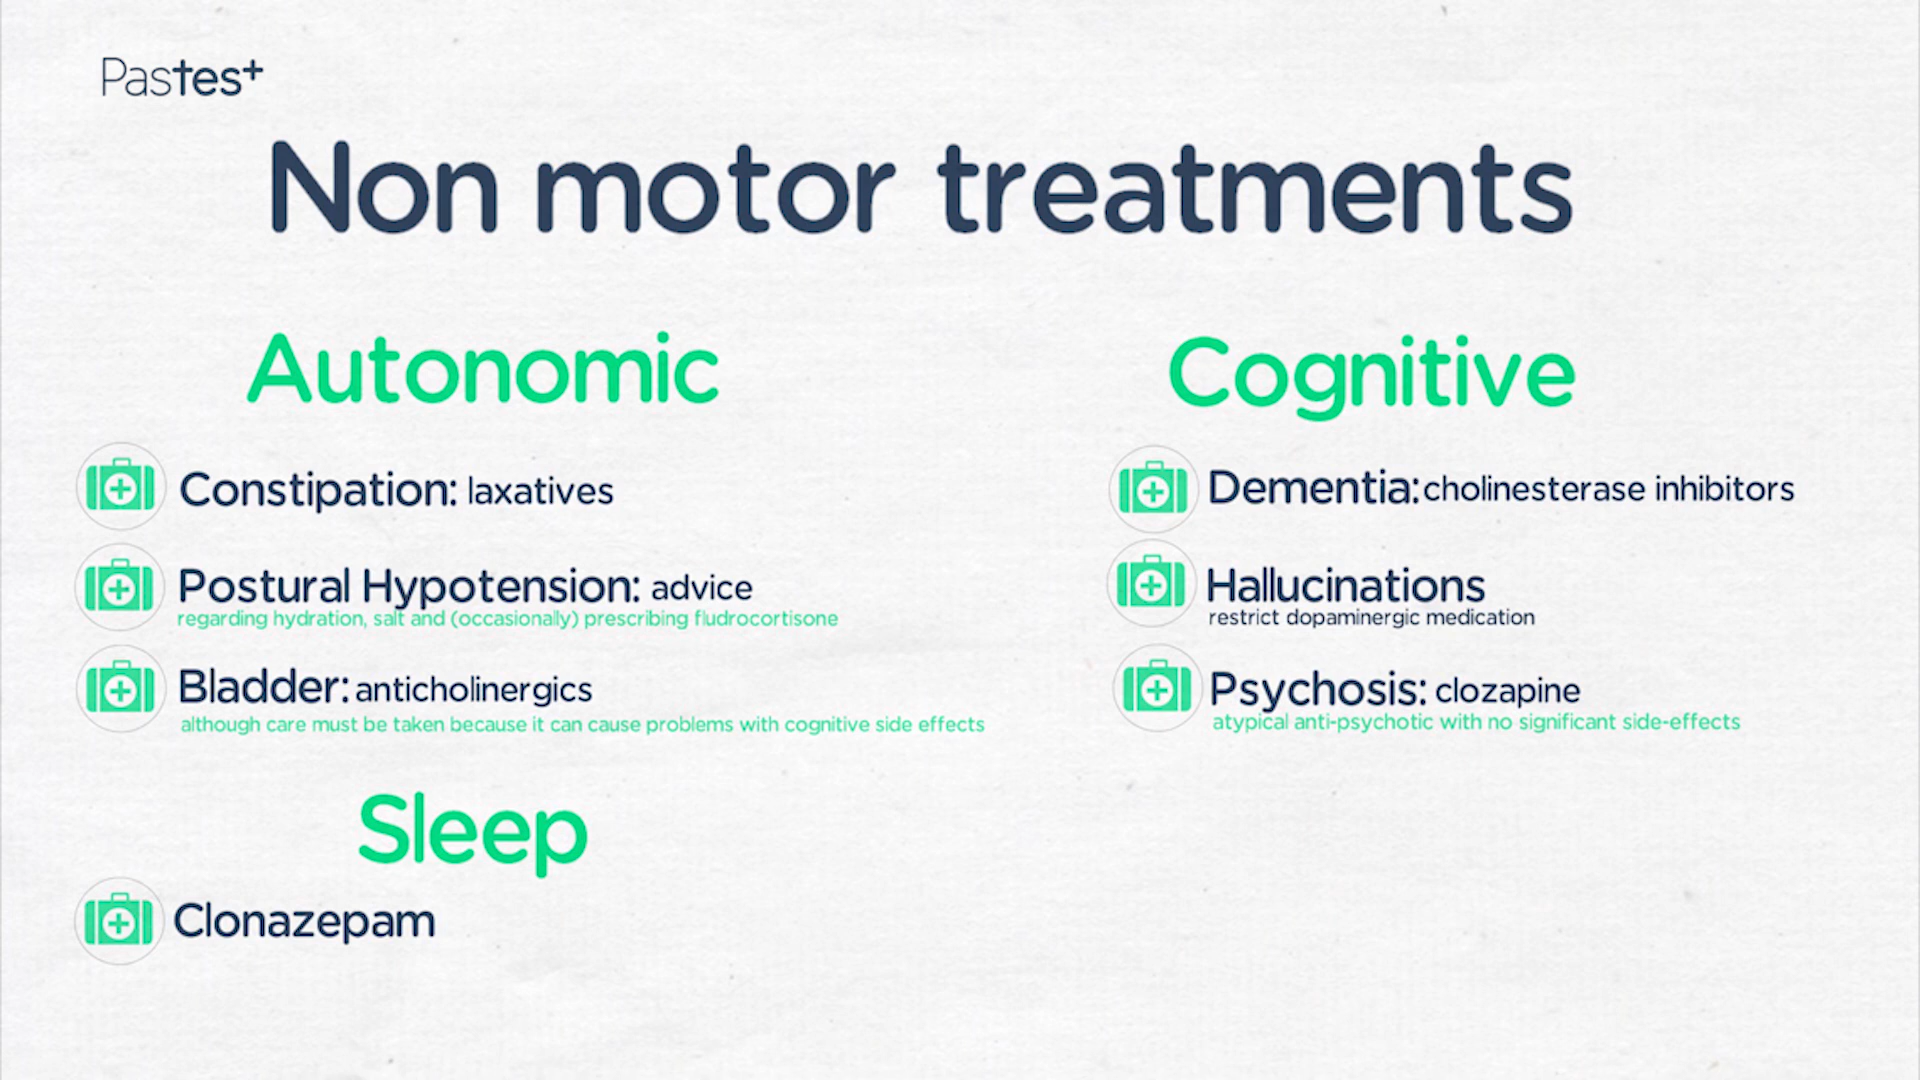 Pastes+
Non motor treatments
Autonomic
Constipation: laxatives
Postural Hypotension: advice
regarding hydration, salt and (occasionally) prescribing fludrocortisone
Bladder: anticholinergics
although care must be taken because it can cause problems with cognitive side effects
Sleep
Clonazepam
Cognitive
Dementia: cholinesterase inhibitors
Hallucinations
restrict dopaminergic medication
Psychosis: clozapine
atypical anti-psychotic with no significant side-effects